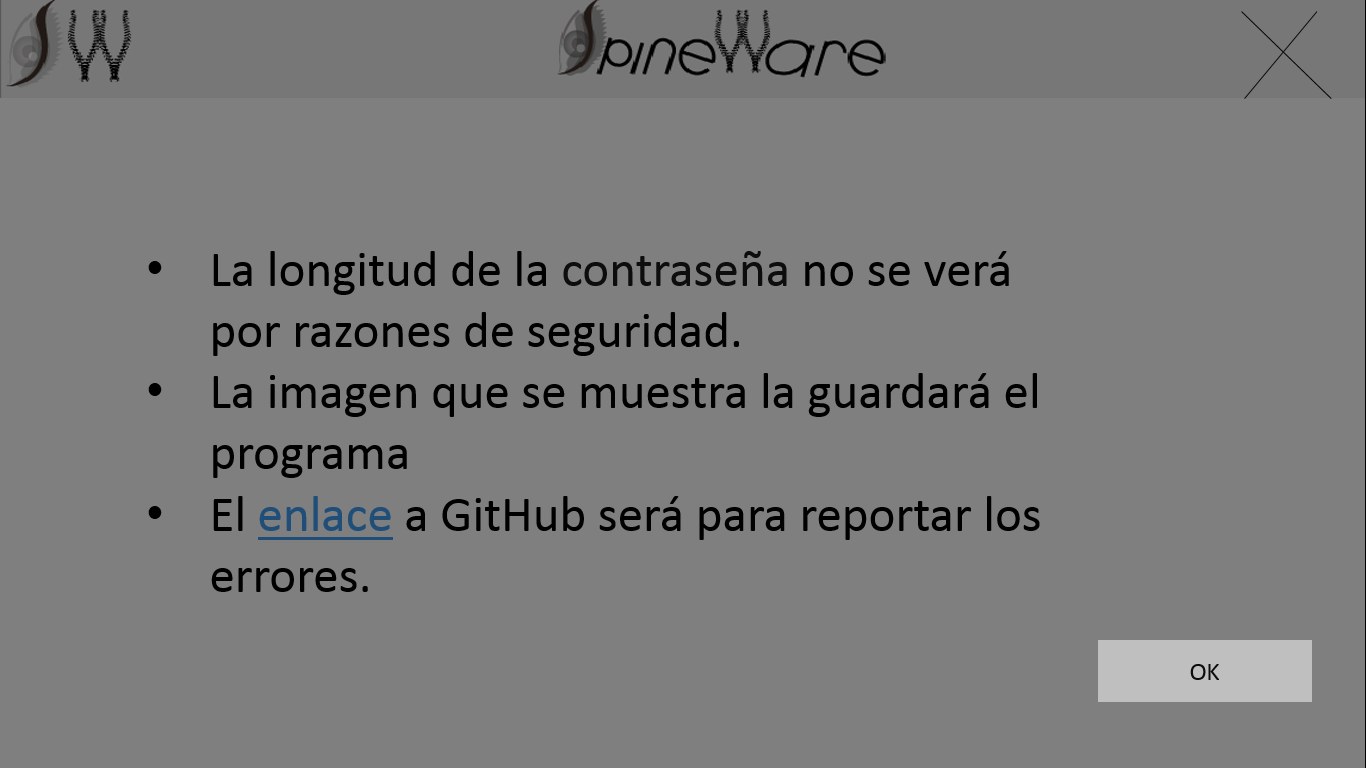 SW
SpineWare
• La longitud de la contraseña no se verá
por razones de seguridad.
• La imagen que se muestra la guardará el
programa
• El enlace a GitHub será para reportar los
errores.
OK